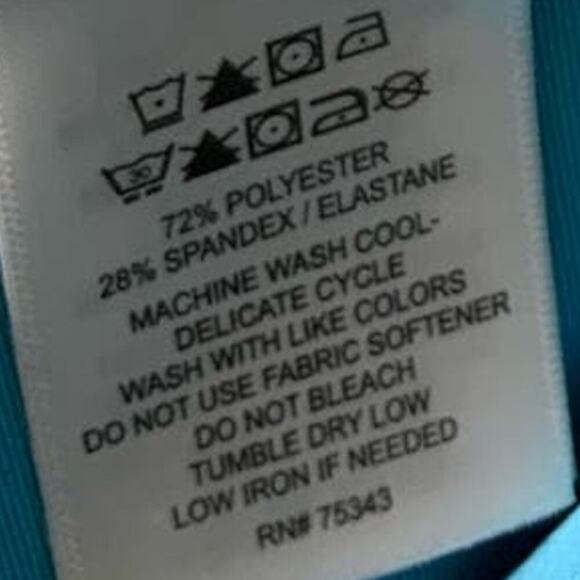 30
72% POLYESTER
28% SPANDEX / ELASTANE
MACHINE WASH COOL-
DELICATE CYCLE
WASH WITH LIKE COLORS
DO NOT USE FABRIC SOFTENER
DO NOT BLEACH
TUMBLE DRY LOW
LOW IRON IF NEEDED
RN# 75343